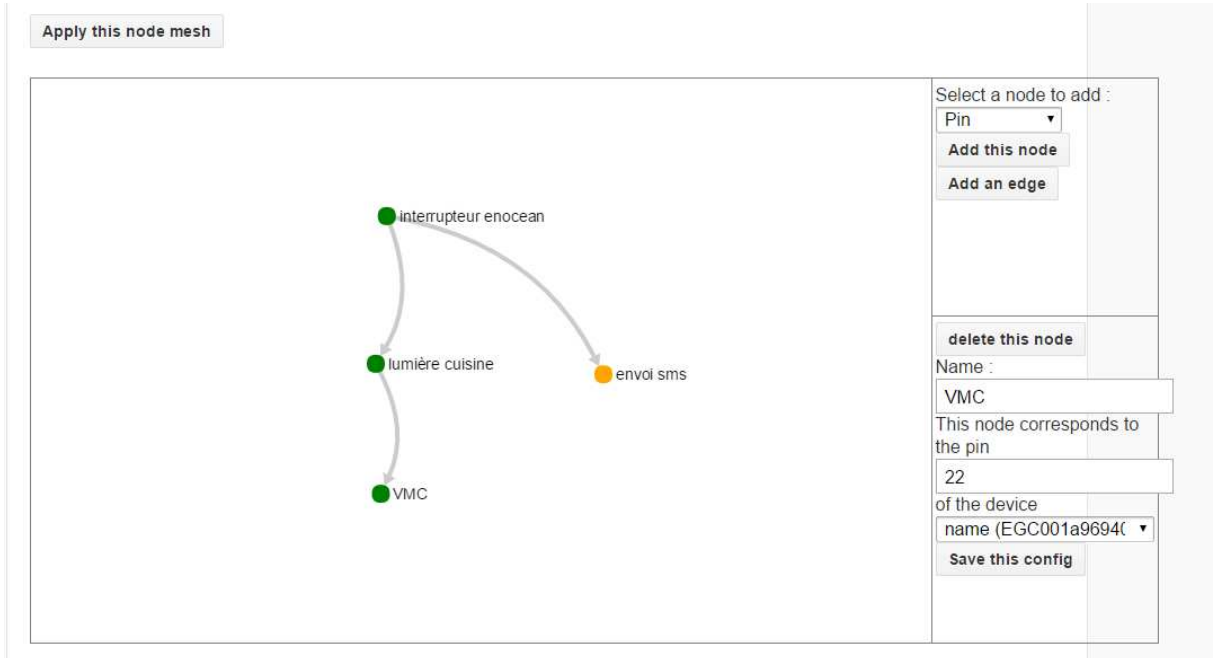 Apply this node mesh
Select a node to add :
Pin
Add this node
Add an edge
interrupteur enocean
lumière cuisine
envoi sms
VMC
delete this node
Name :
VMC
This node corresponds to
the pin
22
of the device
name (EGC001a96940
Save this config